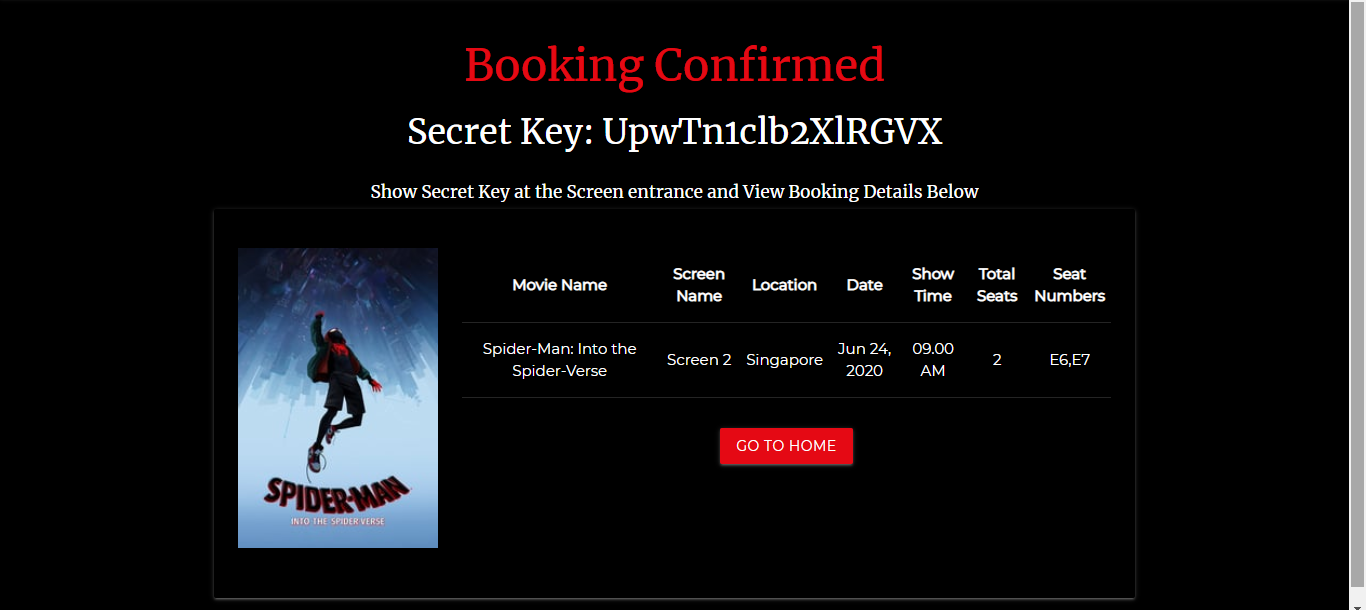 Booking Confirmed
Secret Key: UpwTn1clb2XlRGVX
Show Secret Key at the Screen entrance and View Booking Details Below
Movie Name
Screen Name
Location
Date
Show Time
Total Seats
Seat Numbers
Spider-Man: Into the
Spider-Verse
Screen 2
Singapore
Jun 24,
2020
09.00
AM
2
E6,E7
GO TO HOME
SPIDER-MAN
INTO THE SPIDER-VERSE